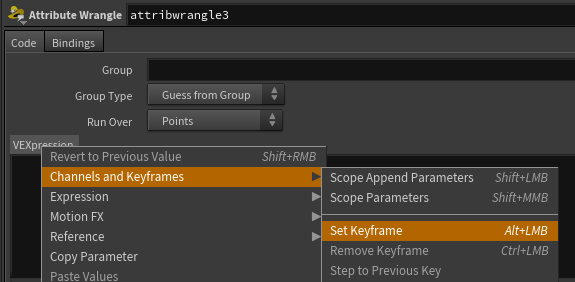 Attribute Wrangle attribwrangle3
Code Bindings
Group
Group Type Guess from Group
Run Over Points
VEXpression
Revert to Previous Value Shift+RMB
Channels and Keyframes
Expression
Motion FX
Reference
Copy Parameter
Paste Values
Scope Append Parameters Shift+LMB
Scope Parameters Shift+MMB
Set Keyframe Alt+LMB
Remove Keyframe Ctrl+LMB
Step to Previous Key